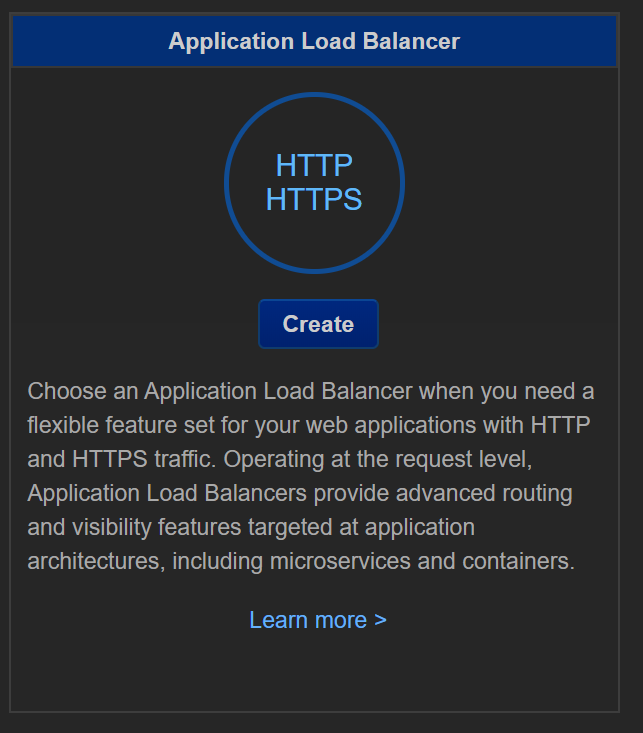 Application Load Balancer
HTTP
HTTPS
Create
Choose an Application Load Balancer when you need a
flexible feature set for your web applications with HTTP
and HTTPS traffic. Operating at the request level,
Application Load Balancers provide advanced routing
and visibility features targeted at application
architectures, including microservices and containers.
Learn more >